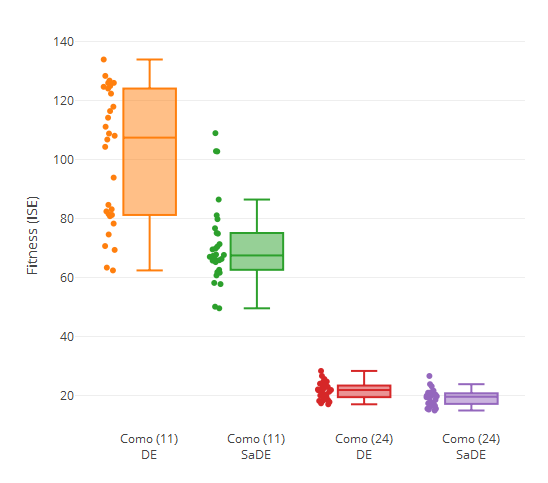 140
120
100
80
60
40
20
Fitness (ISE)
Como (11) Como (11) Como (24) Como (24)
DE SaDE DE SaDE